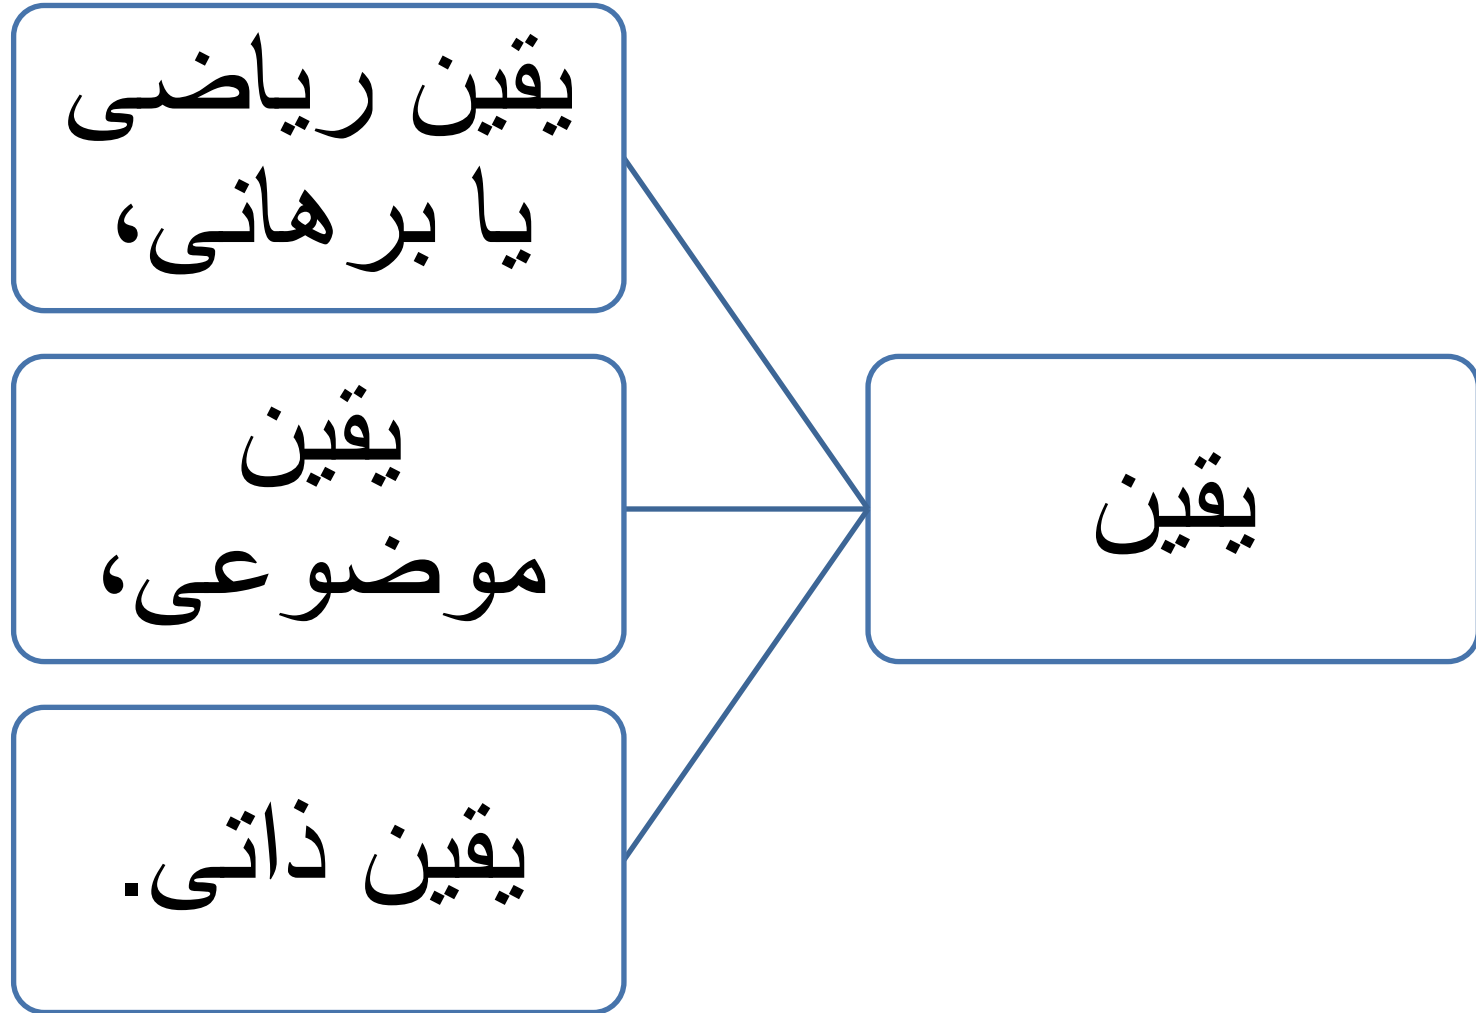 یقین
یقین ریاضی
یا برهانی،
یقین
موضوعی،
یقین ذاتی.